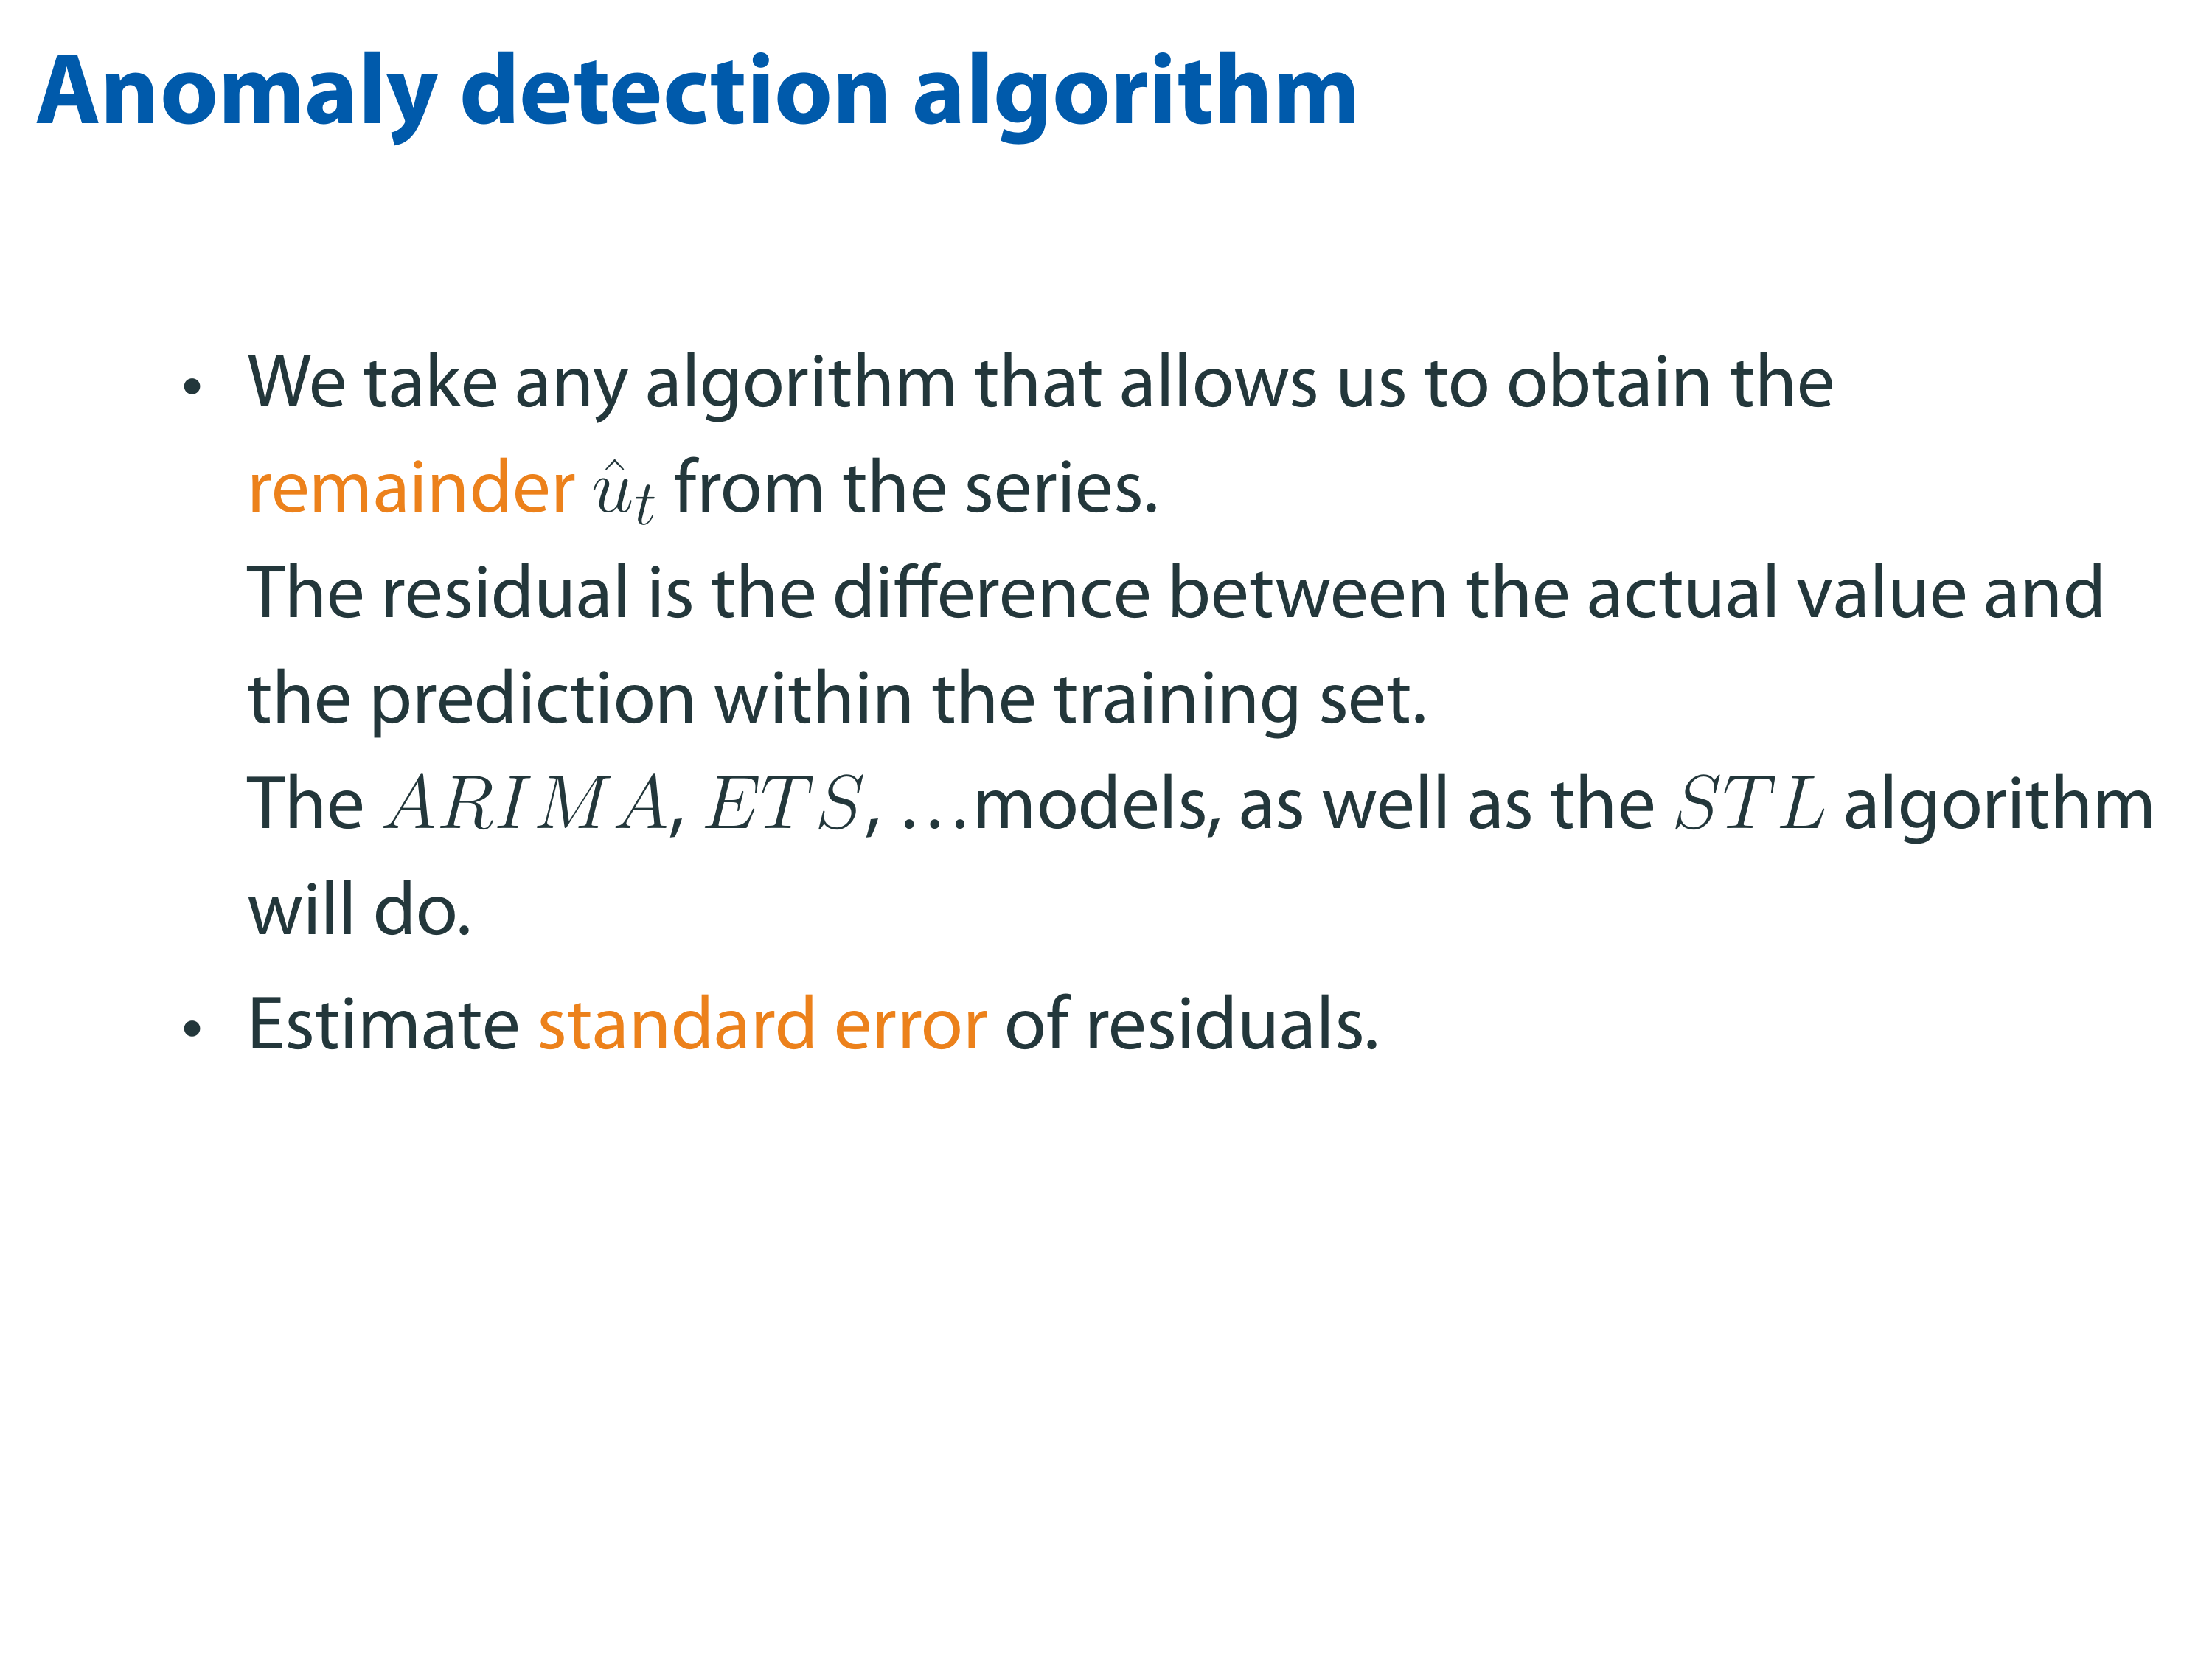 Anomaly detection algorithm
• We take any algorithm that allows us to obtain the
remainder $\hat{u}_t$ from the series.
The residual is the difference between the actual value and
the prediction within the training set.
The $ARIMA$, $ETS$, …models, as well as the $STL$ algorithm
will do.
• Estimate standard error of residuals.